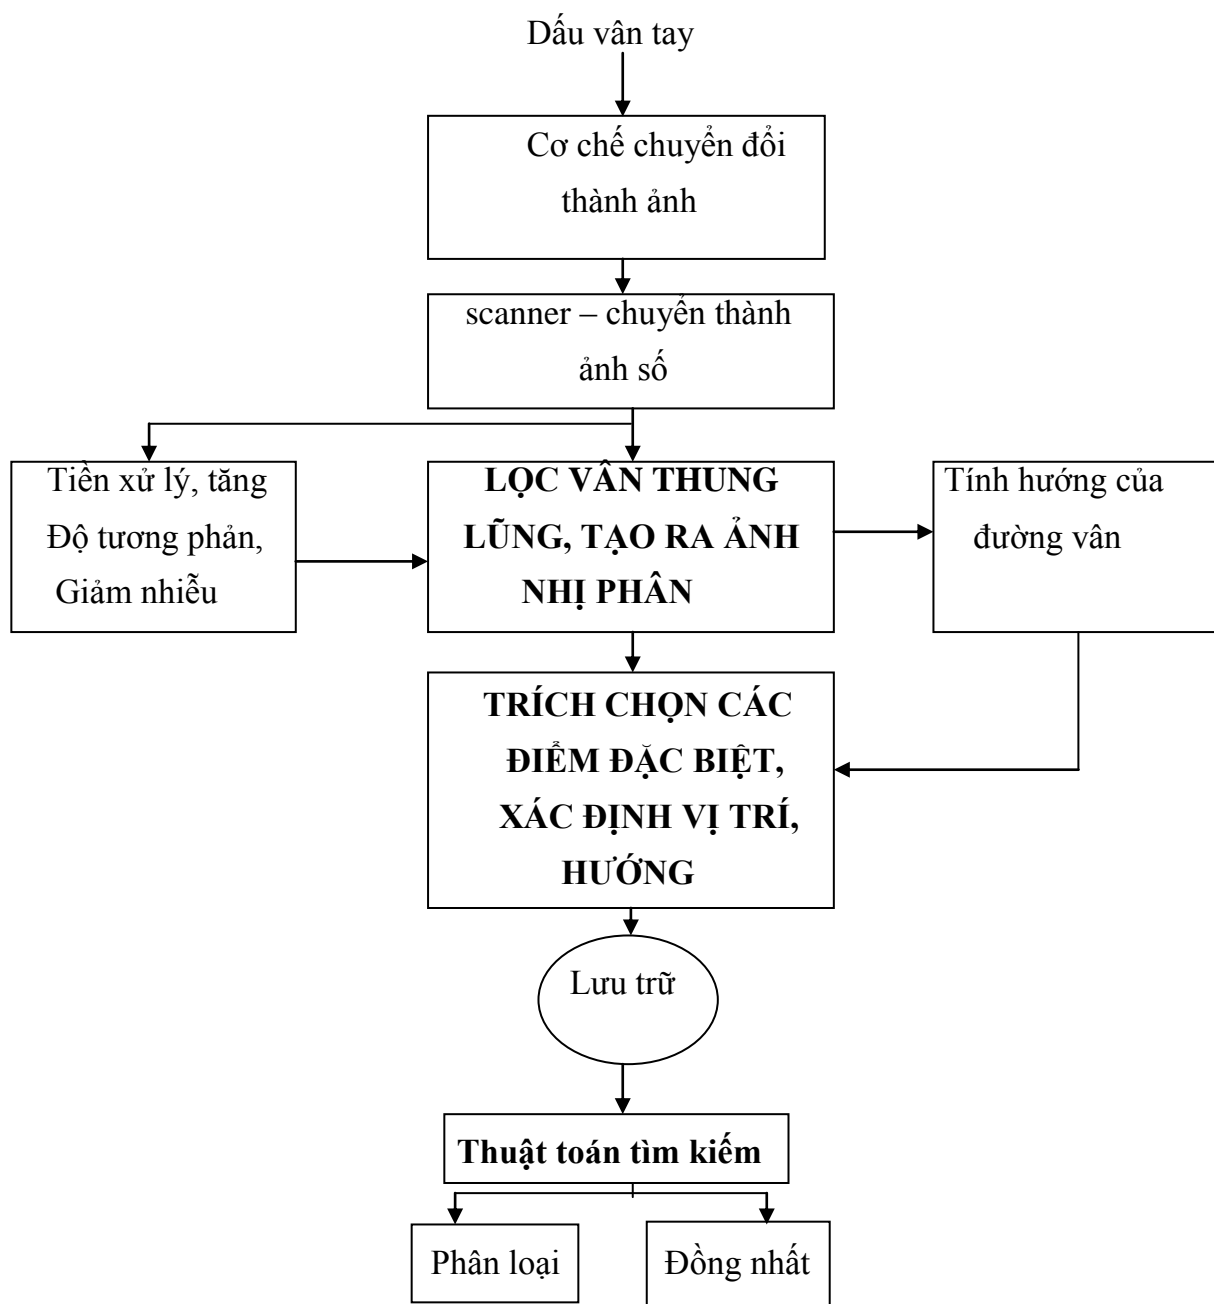 Dấu vân tay
Cơ chế chuyển đổi
thành ảnh
scanner – chuyển thành
ảnh số
Tiền xử lý, tăng
Độ tương phản,
Giảm nhiễu
LỌC VÂN THUNG
LŨNG, TẠO RA ẢNH
NHỊ PHÂN
Tính hướng của
đường vân
TRÍCH CHỌN CÁC
ĐIỂM ĐẶC BIỆT,
XÁC ĐỊNH VỊ TRÍ,
HƯỚNG
Lưu trữ
Thuật toán tìm kiếm
Phân loại
Đồng nhất